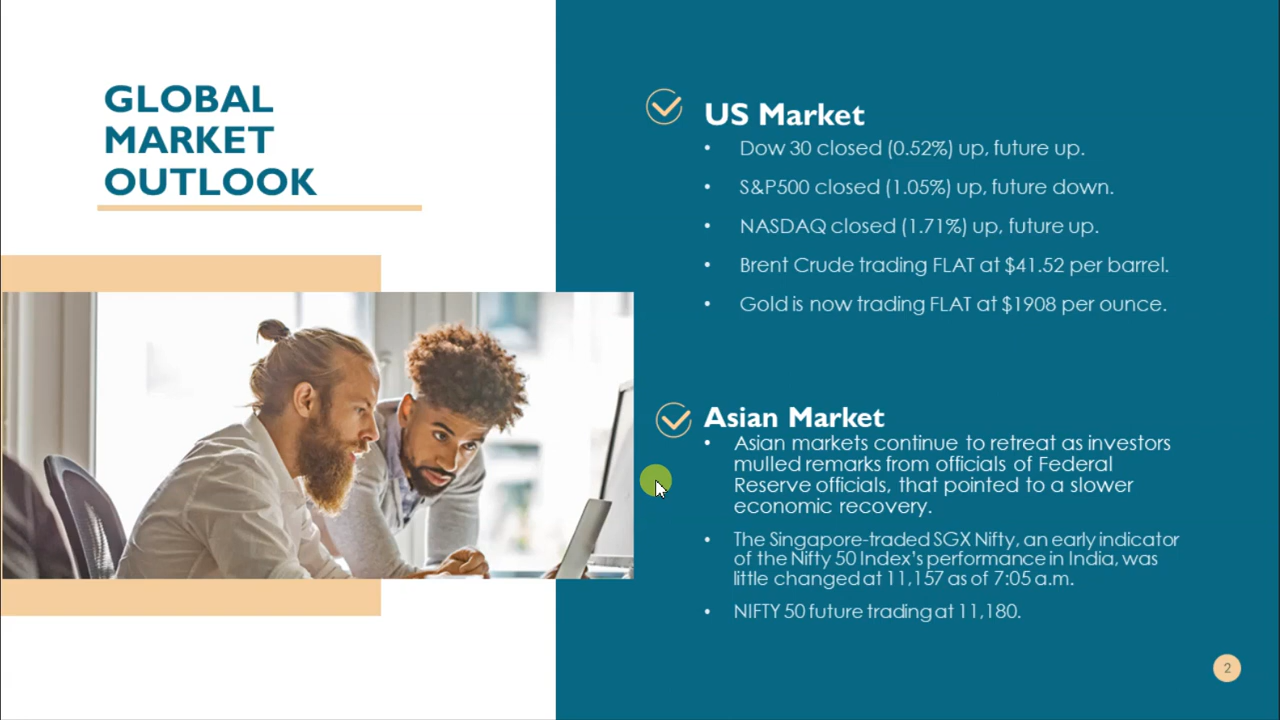 GLOBAL
MARKET
OUTLOOK
US Market
• Dow 30 closed (0.52%) up, future up.
• S&P500 closed (1.05%) up, future down.
• NASDAQ closed (1.71%) up, future up.
• Brent Crude trading FLAT at $41.52 per barrel.
• Gold is now trading FLAT at $1908 per ounce.
Asian Market
• Asian markets continue to retreat as investors
mulled remarks from officials of Federal
Reserve officials, that pointed to a slower
economic recovery.
• The Singapore-traded SGX Nifty, an early indicator
of the Nifty 50 Index's performance in India, was
little changed at 11,157 as of 7:05 a.m.
• NIFTY 50 future trading at 11,180.
2